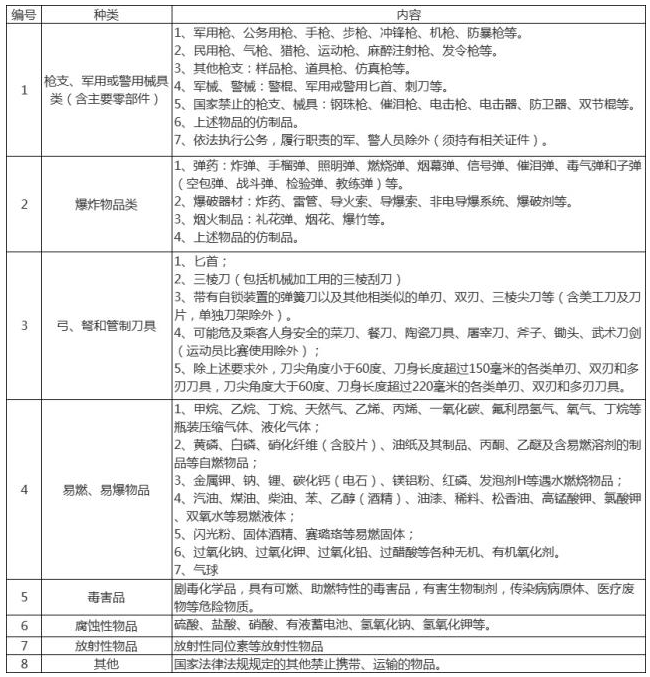 编号 种类 内容
1
枪支、军用或警用械具
类（含主要零部件）
1、军用枪、公务用枪、手枪、步枪、冲锋枪、机枪、防暴枪等。
2、民用枪、气枪、猎枪、运动枪、麻醉注射枪、发令枪等。
3、其他枪支：样品枪、道具枪、仿真枪等。
4、军械、警械：警棍、军用或警用匕首、刺刀等。
5、国家禁止的枪支、械具：钢珠枪、催泪枪、电击枪、电击器、防卫器、双节棍等。
6、上述物品的仿制品。
7、依法执行公务，履行职责的军、警人员除外（须持有相关证件）。
2
爆炸物品类
1、弹药：炸弹、手榴弹、照明弹、燃烧弹、烟幕弹、信号弹、催泪弹、毒气弹和子弹
（空包弹、战斗弹、检验弹、教练弹）等。
2、爆破器材：炸药、雷管、导火索、导爆索、非电导爆系统、爆破剂等。
3、烟火制品：礼花弹、烟花、爆竹等。
4、上述物品的仿制品。
3
弓、弩和管制刀具
1、匕首；
2、三棱刀（包括机械加工用的三棱刮刀）
3、带有自锁装置的弹簧刀以及其他相类似的单刃、双刃、三棱尖刀等（含美工刀及刀
片，单独刀架除外）。
4、可能危及乘客人身安全的菜刀、餐刀、陶瓷刀具、屠宰刀、斧子、锄头、武术刀剑
（运动员比赛使用除外）；
5、除上述要求外，刀尖角度小于60度、刀身长度超过150毫米的各类单刃、双刃和多
刃刀具，刀尖角度大于60度、刀身长度超过220毫米的各类单刃、双刃和多刃刀具。
4
易燃、易爆物品
1、甲烷、乙烷、丁烷、天然气、乙烯、丙烯、一氧化碳、氟利昂氢气、氧气、丁烷等
瓶装压缩气体、液化气体；
2、黄磷、白磷、硝化纤维（含胶片）、油纸及其制品、丙酮、乙醚及含易燃溶剂的制
品等自燃物品；
3、金属钾、钠、锂、碳化钙（电石）、镁铝粉、红磷、发泡剂H等遇水燃烧物品；
4、汽油、煤油、柴油、苯、乙醇（酒精）、油漆、稀料、松香油、高锰酸钾、氯酸钾
、双氧水等易燃液体；
5、闪光粉、固体酒精、赛璐珞等易燃固体；
6、过氧化钠、过氧化钾、过氧化铅、过醋酸等各种无机、有机氧化剂。
7、气球
5
毒害品
剧毒化学品，具有可燃、助燃特性的毒害品，有害生物制剂，传染病病原体、医疗废
物等危险物质。
6 腐蚀性物品 硫酸、盐酸、硝酸、有液蓄电池、氢氧化钠、氢氧化钾等。
7 放射性物品 放射性同位素等放射性物品
8 其他 国家法律法规规定的其他禁止携带、运输的物品。